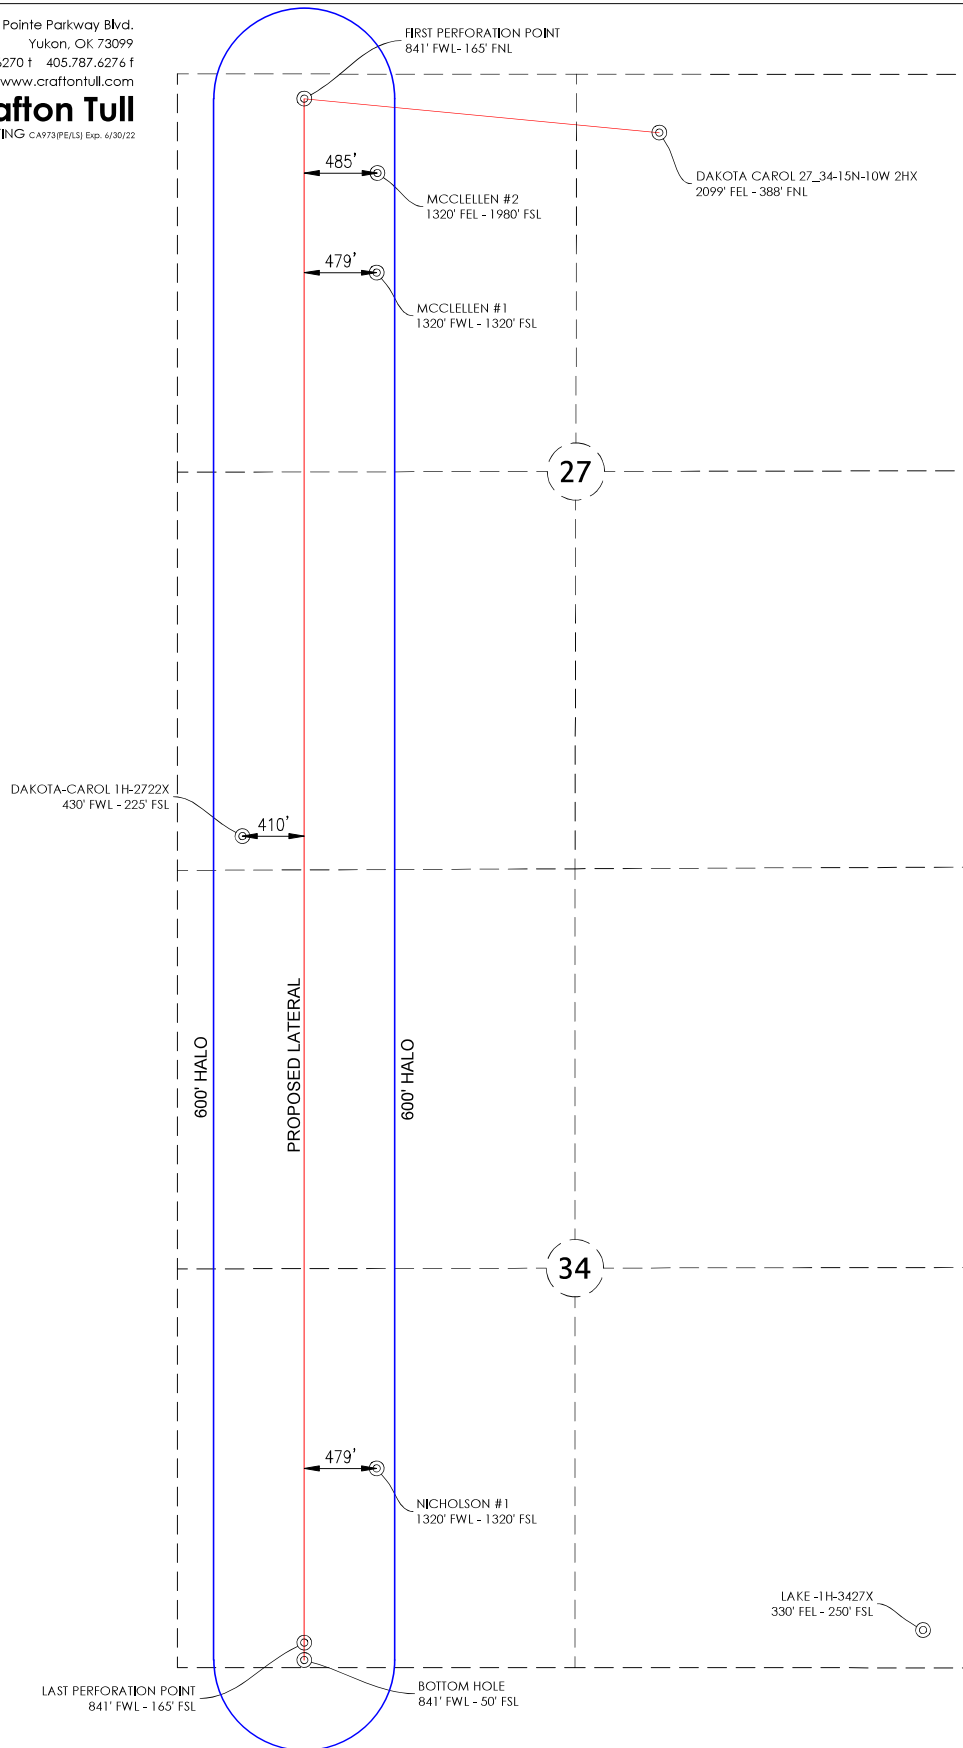 Pointe Parkway Blvd.
Yukon, OK 73099
6270 t 405.787.6276 f
www.craftontull.com
afton Tull
ING CA973(PE/LS) Exp. 6/30/22
FIRST PERFORATION POINT
841' FWL- 165' FNL
DAKOTA CAROL 27_34-15N-10W 2HX
2099' FEL - 388' FNL
485'
MCCLELLEN #2
1320' FEL - 1980' FSL
479'
MCCLELLEN #1
1320' FWL - 1320' FSL
27
DAKOTA-CAROL 1H-2722X
430' FWL - 225' FSL
410'
600' HALO
PROPOSED LATERAL
600' HALO
34
479'
NICHOLSON #1
1320' FWL - 1320' FSL
LAKE -1H-3427X
330' FEL - 250' FSL
LAST PERFORATION POINT
841' FWL - 165' FSL
BOTTOM HOLE
841' FWL - 50' FSL